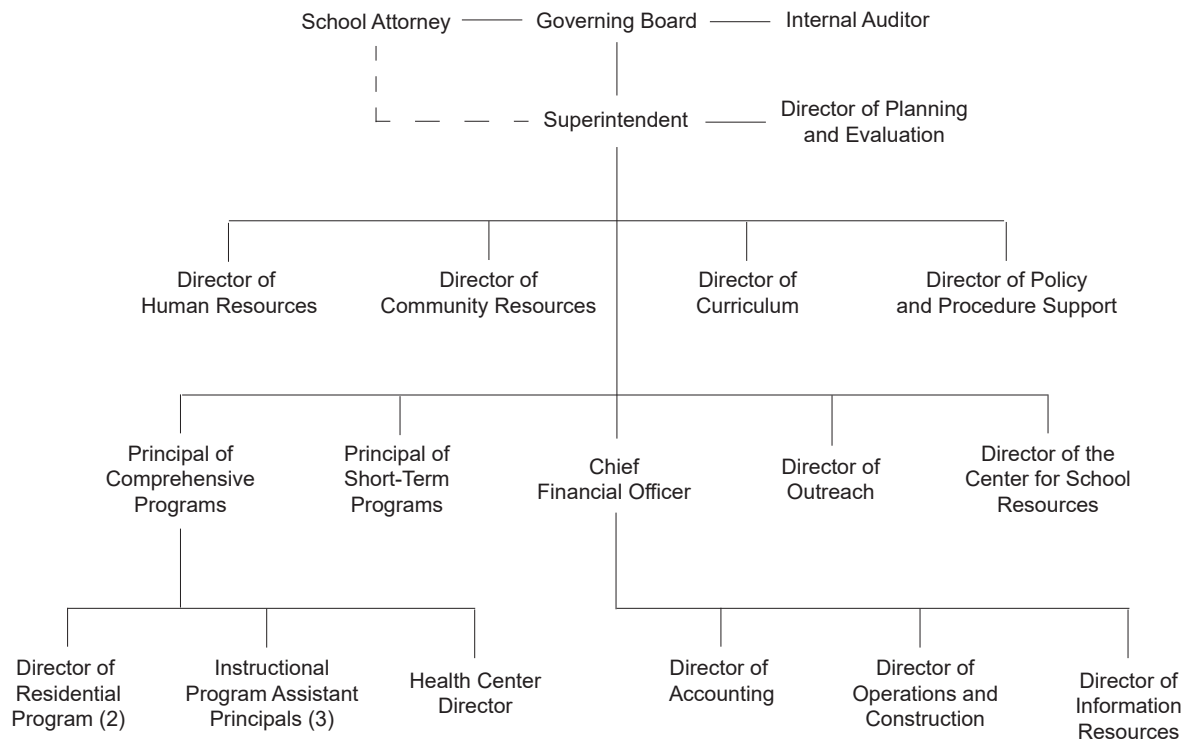 School Attorney
Governing Board
Internal Auditor
Superintendent
Director of Planning
and Evaluation
Director of
Human Resources
Director of
Community Resources
Director of
Curriculum
Director of Policy
and Procedure Support
Principal of
Comprehensive
Programs
Principal of
Short-Term
Programs
Chief
Financial Officer
Director of
Outreach
Director of the
Center for School
Resources
Director of
Residential
Program (2)
Instructional
Program Assistant
Principals (3)
Health Center
Director
Director of
Accounting
Director of
Operations and
Construction
Director of
Information
Resources